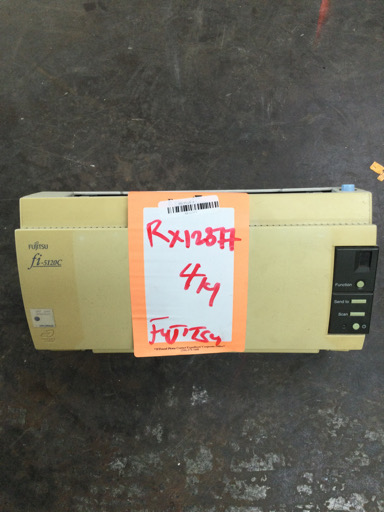 FUJITSU
fi-5120C
RX12877
4kg
FUJITSU
Function
Send to
Scan